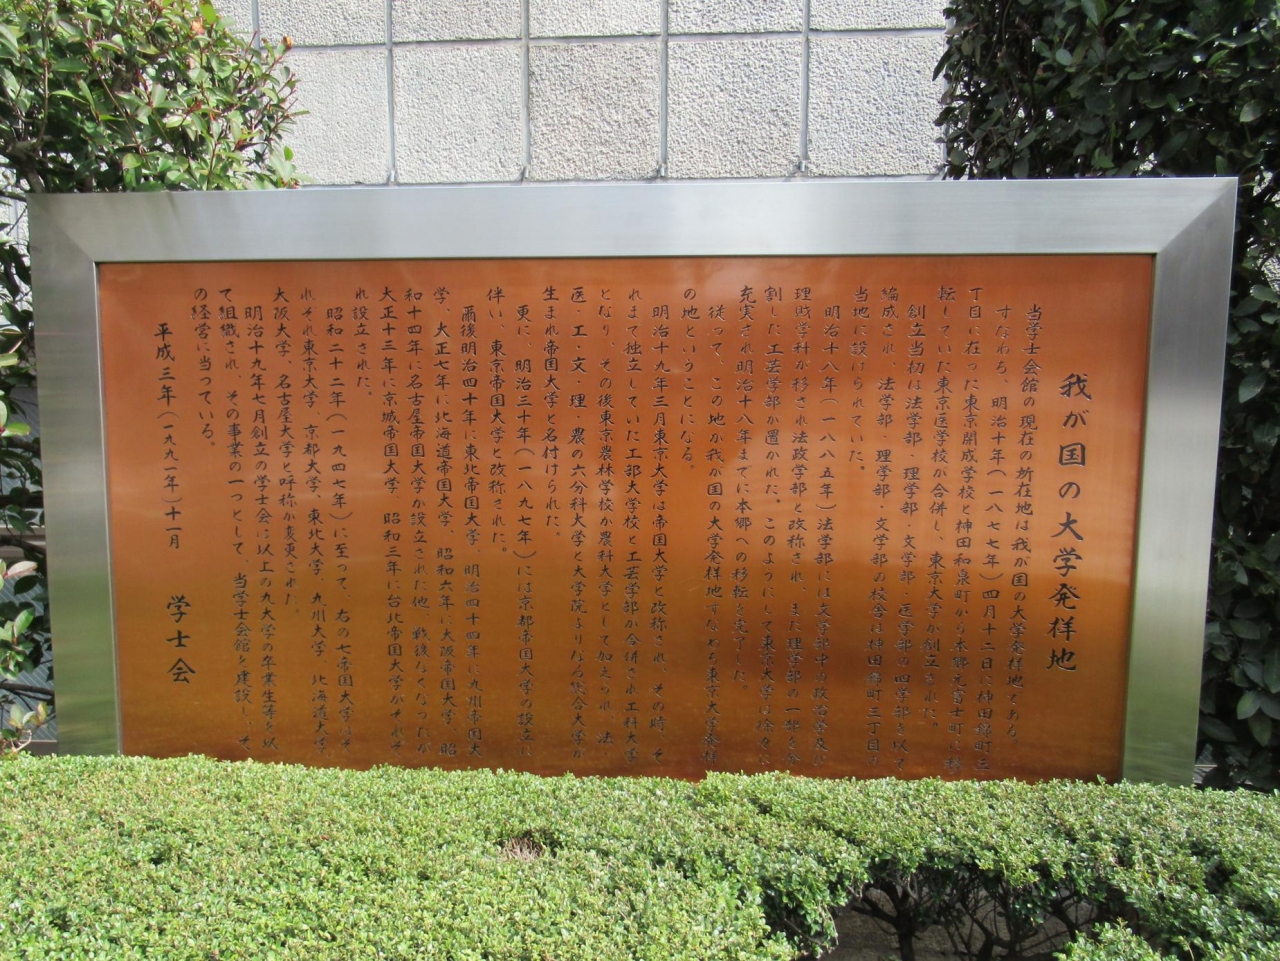 我が国の大学発祥地
当学士会館の現在の所在地は我が国の大学発祥地である。
すなわち、明治十年(一八七七年)四月十二日に神田錦町三
丁目に在った東京開成学校と神田和泉町から本郷元富士町に移
転していた東京医学校が合併し、東京大学が創立された。
創立当初は法学部・理学部・文学部・医学部の四学部を以て
編成され、法学部・理学部・文学部の校舎は神田錦町三丁目の
当地に設けられていた。
明治十八年(一八八五年)法学部には文学部中の政治学及び
理財学科が移され法政学部と改称され、また理学部の一部を分
割した工芸学部が置かれた。このようにして東京大学は徐々に
充実され明治十八年までに本郷への移転を完了した。
従って、この地が我が国の大学発祥地すなわち東京大学発祥
の地ということになる。
明治十九年三月東京大学は帝国大学と改称され、その時、そ
れまで独立していた工部大学校と工芸学部が合併され工科大学
となり、その後東京農林学校が農科大学として加えられ、法・
医・工・文・理・農の六分科大学と大学院よりなる総合大学が
生まれ帝国大学と名付けられた。
更に、明治三十年(一八九七年)には京都帝国大学の設立に
伴い、東京帝国大学と改称された。
爾後明治四十年に東北帝国大学、明治四十四年に九州帝国大
学、大正七年に北海道帝国大学、昭和六年に大阪帝国大学、昭
和十四年に名古屋帝国大学が設立された他、戦後なくなったが
大正十三年に京城帝国大学、昭和三年に台北帝国大学がそれぞ
れ設立された。
昭和二十二年(一九四七年)に至って、右の七帝国大学はそ
れぞれ東京大学、京都大学、東北大学、九州大学、北海道大学、
大阪大学、名古屋大学と呼称が変更された。
明治十九年七月創立の学士会は以上の九大学の卒業生等を以
て組織され、その事業の一つとして、当学士会館を建設し、そ
の経営に当っている。
平成三年(一九九一年)十一月 学士会